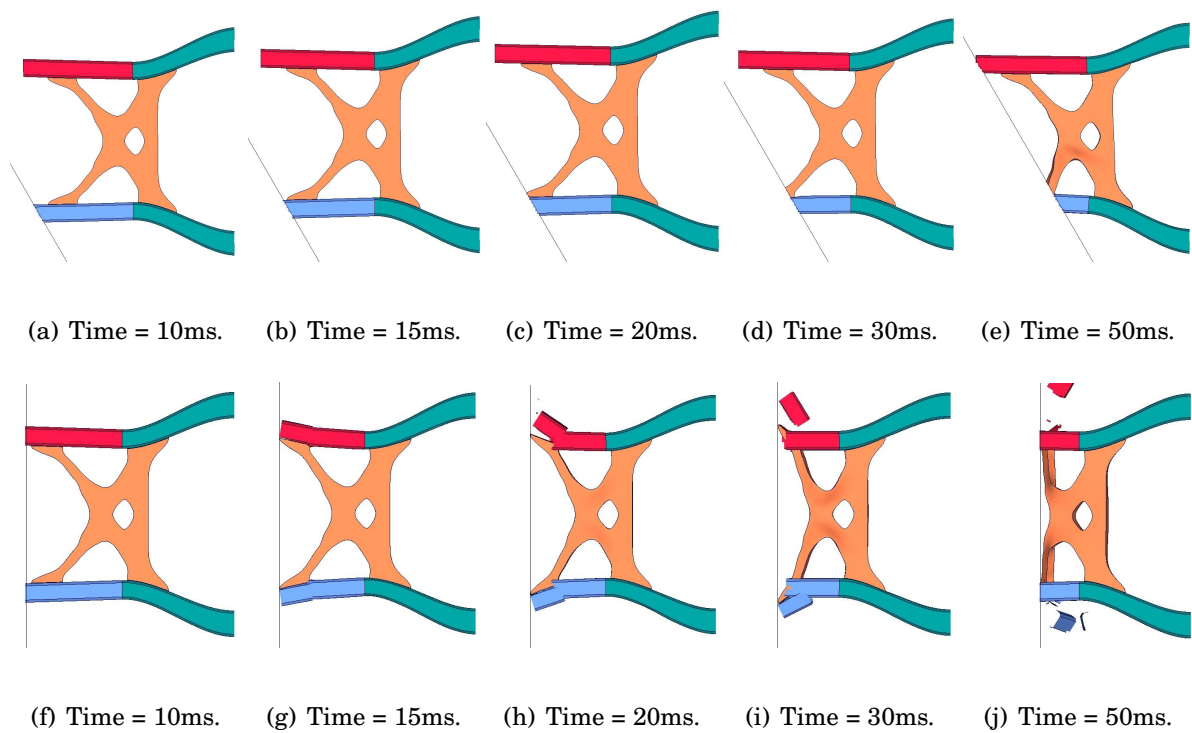 (a) Time = 10ms. (b) Time = 15ms. (c) Time = 20ms. (d) Time = 30ms. (e) Time = 50ms.
(f) Time = 10ms. (g) Time = 15ms. (h) Time = 20ms. (i) Time = 30ms. (j) Time = 50ms.